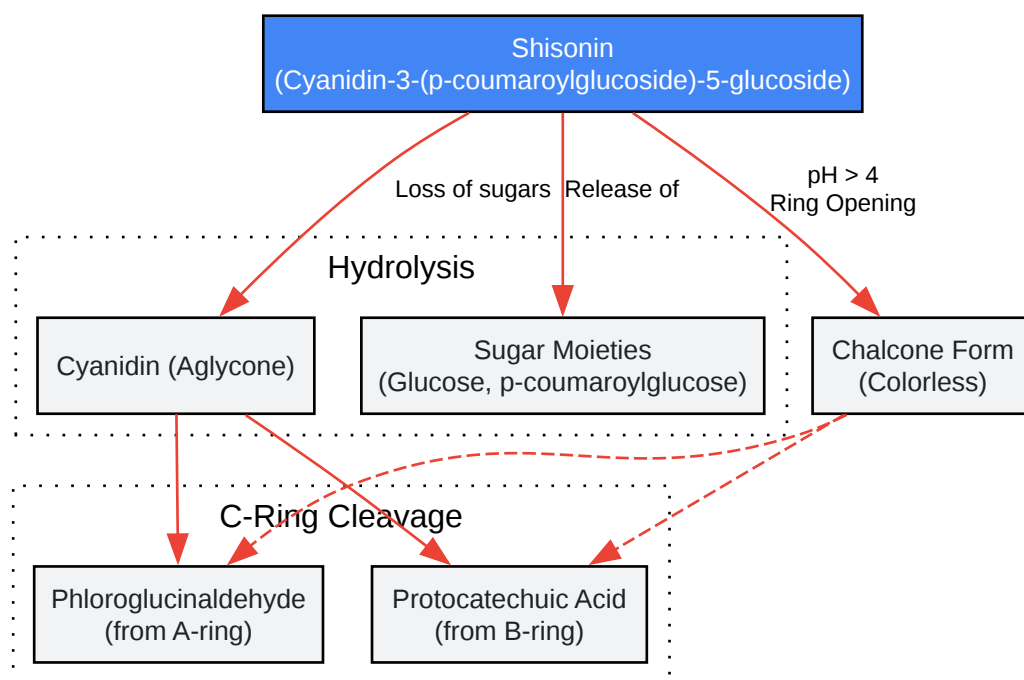 Shisonin
(Cyanidin-3-(p-coumaroylglucoside)-5-glucoside)
Loss of sugars
Release of
pH > 4
Ring Opening
Hydrolysis
Cyanidin (Aglycone)
Sugar Moieties
(Glucose, p-coumaroylglucose)
Chalcone Form
(Colorless)
C-Ring Cleavage
Phloroglucinaldehyde
(from A-ring)
Protocatechuic Acid
(from B-ring)